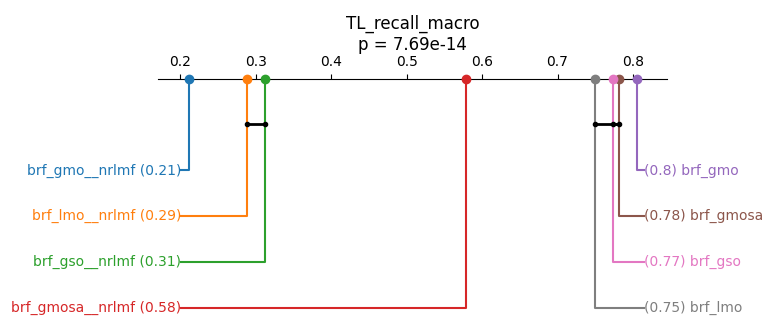 TL_recall_macro
p = 7.69e-14
0.2 0.3 0.4 0.5 0.6 0.7 0.8
brf_gmo__nrlmf (0.21)
(0.8) brf_gmo
brf_lmo__nrlmf (0.29)
(0.78) brf_gmosa
brf_gso__nrlmf (0.31)
(0.77) brf_gso
brf_gmosa__nrlmf (0.58)
(0.75) brf_lmo